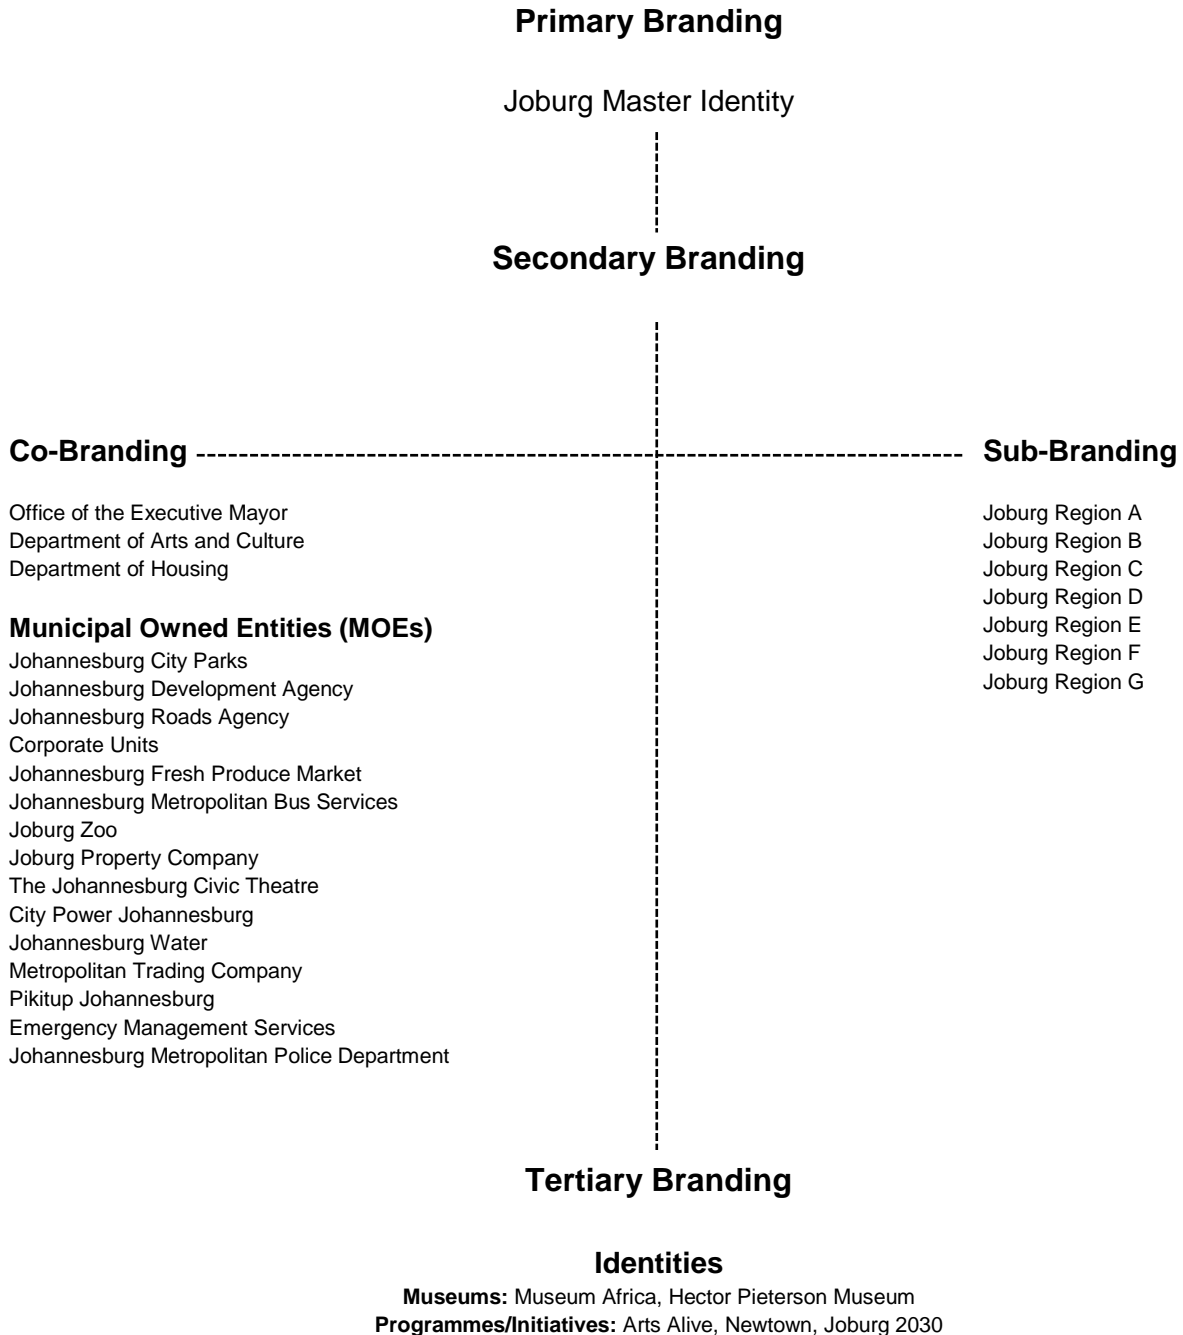 Primary Branding
Joburg Master Identity
Secondary Branding
Co-Branding
Office of the Executive Mayor
Department of Arts and Culture
Department of Housing
Municipal Owned Entities (MOEs)
Johannesburg City Parks
Johannesburg Development Agency
Johannesburg Roads Agency
Corporate Units
Johannesburg Fresh Produce Market
Johannesburg Metropolitan Bus Services
Joburg Zoo
Joburg Property Company
The Johannesburg Civic Theatre
City Power Johannesburg
Johannesburg Water
Metropolitan Trading Company
Pikitup Johannesburg
Emergency Management Services
Johannesburg Metropolitan Police Department
Sub-Branding
Joburg Region A
Joburg Region B
Joburg Region C
Joburg Region D
Joburg Region E
Joburg Region F
Joburg Region G
Tertiary Branding
Identities
Museums: Museum Africa, Hector Pieterson Museum
Programmes/Initiatives: Arts Alive, Newtown, Joburg 2030